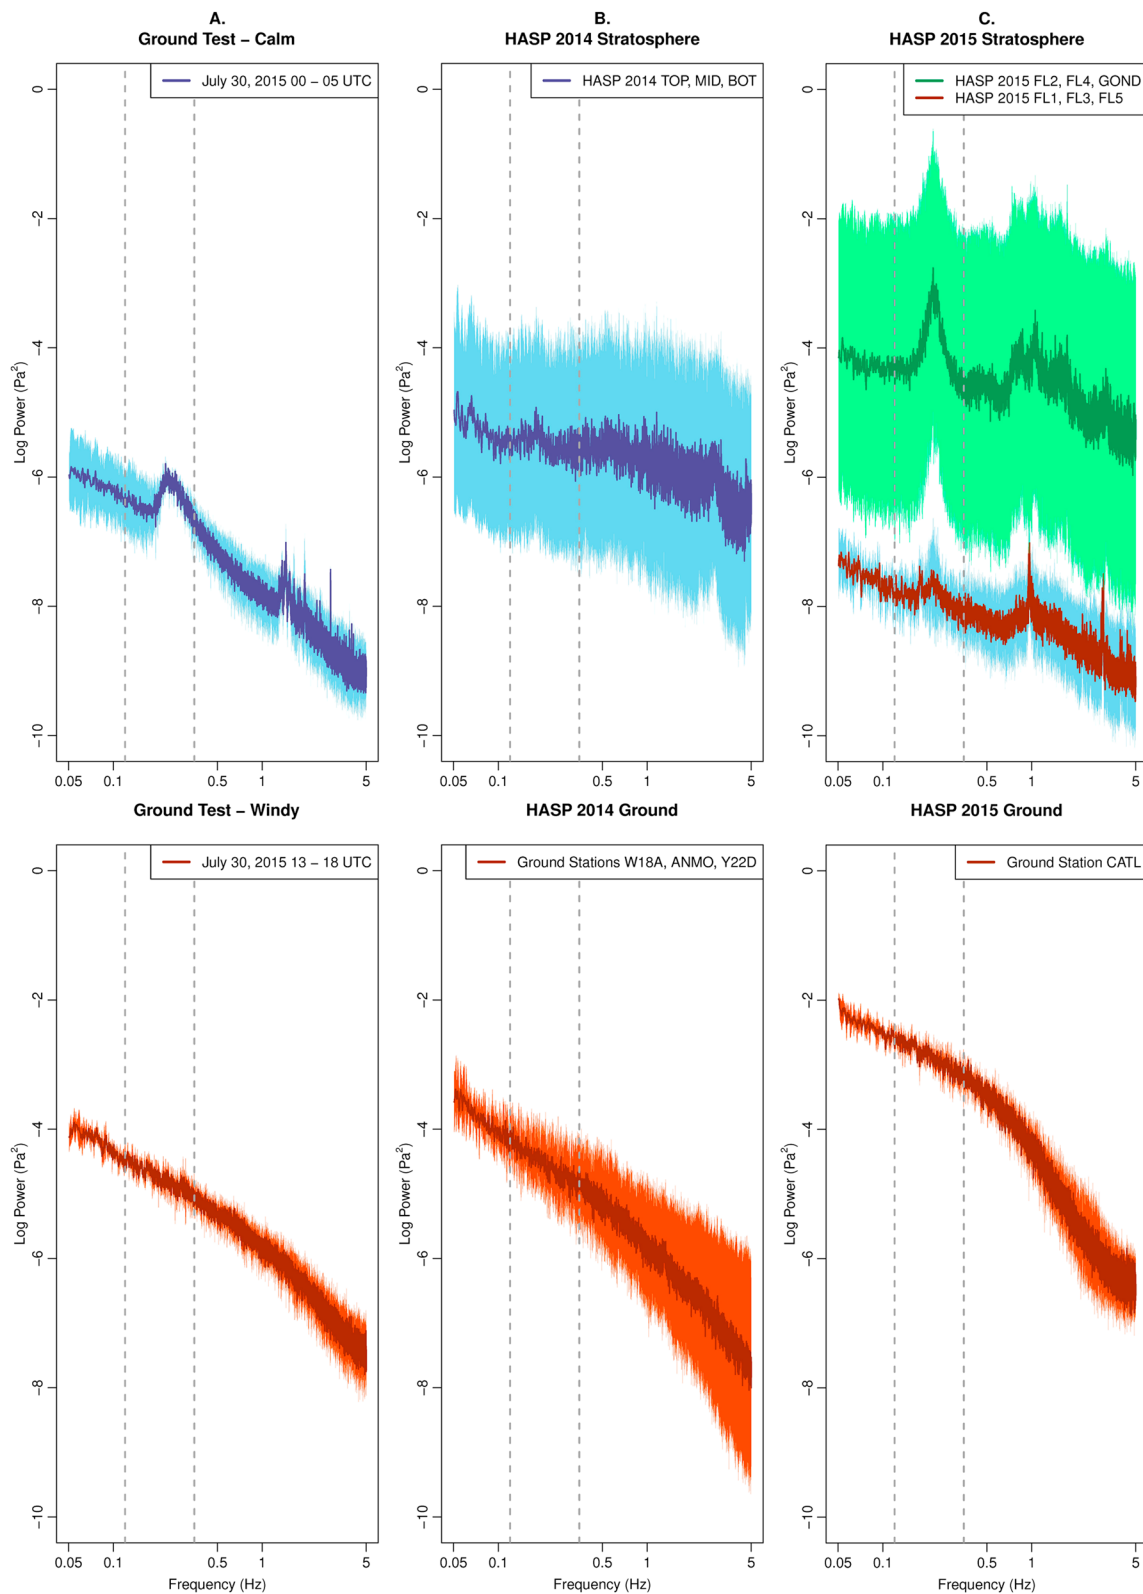 A.
Ground Test – Calm
July 30, 2015 00 – 05 UTC
Log Power (Pa²)
0
−2
−4
−6
−8
−10
0.05 0.1 0.5 1 5
B.
HASP 2014 Stratosphere
HASP 2014 TOP, MID, BOT
Log Power (Pa²)
0
−2
−4
−6
−8
−10
0.05 0.1 0.5 1 5
C.
HASP 2015 Stratosphere
HASP 2015 FL2, FL4, GOND
HASP 2015 FL1, FL3, FL5
Log Power (Pa²)
0
−2
−4
−6
−8
−10
0.05 0.1 0.5 1 5
Ground Test – Windy
July 30, 2015 13 – 18 UTC
Log Power (Pa²)
0
−2
−4
−6
−8
−10
0.05 0.1 0.5 1 5
Frequency (Hz)
HASP 2014 Ground
Ground Stations W18A, ANMO, Y22D
Log Power (Pa²)
0
−2
−4
−6
−8
−10
0.05 0.1 0.5 1 5
Frequency (Hz)
HASP 2015 Ground
Ground Station CATL
Log Power (Pa²)
0
−2
−4
−6
−8
−10
0.05 0.1 0.5 1 5
Frequency (Hz)